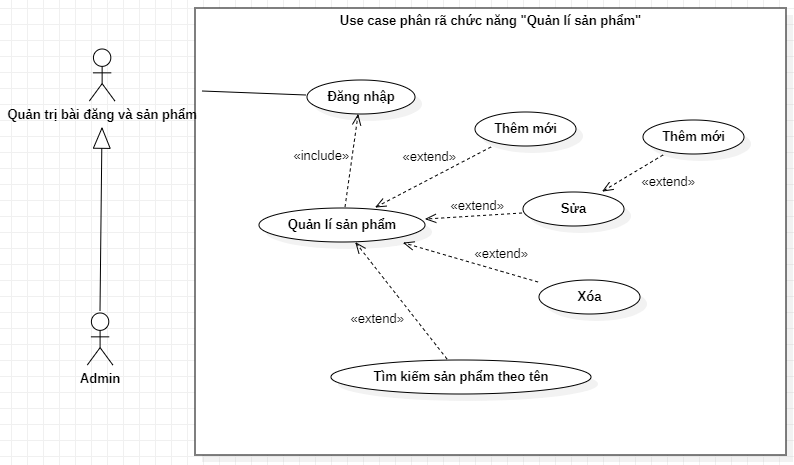 Use case phân rã chức năng "Quản lí sản phẩm"
Quản trị bài đăng và sản phẩm
Đăng nhập
Thêm mới
Thêm mới
«include»
«extend»
«extend»
«extend»
Sửa
Quản lí sản phẩm
«extend»
Xóa
«extend»
Tìm kiếm sản phẩm theo tên
Admin